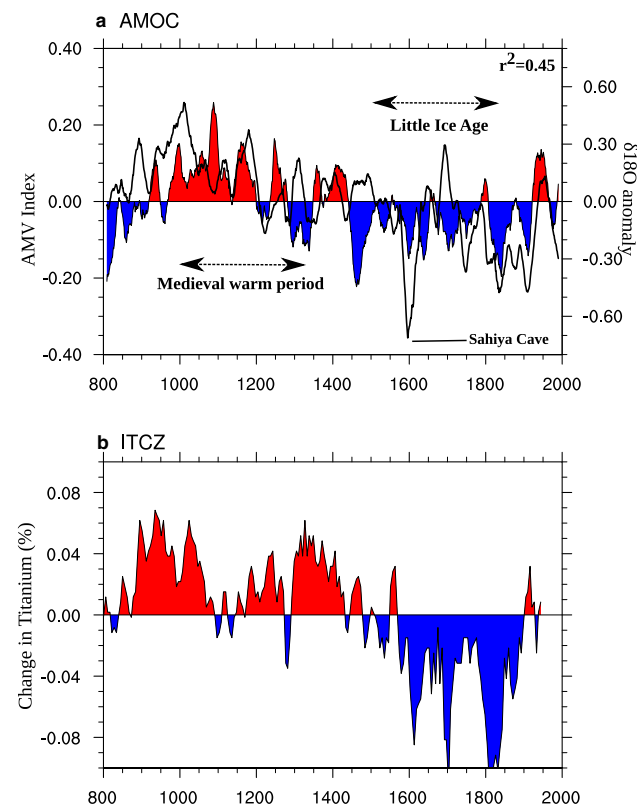 a AMOC
0.40
0.20
0.00
-0.20
-0.40
AMV Index
r2=0.45
Little Ice Age
Medieval warm period
Sahiya Cave
0.60
0.30
0.00
-0.30
-0.60
δ18O anomaly
800 1000 1200 1400 1600 1800 2000
b ITCZ
0.08
0.04
0.00
-0.04
-0.08
Change in Titanium (%)
800 1000 1200 1400 1600 1800 2000